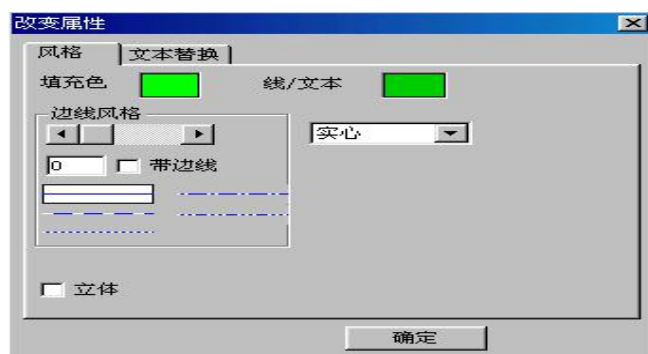 改变属性
风格 文本替换
填充色 线/文本
边线风格
实心
0 带边线
立体
确定